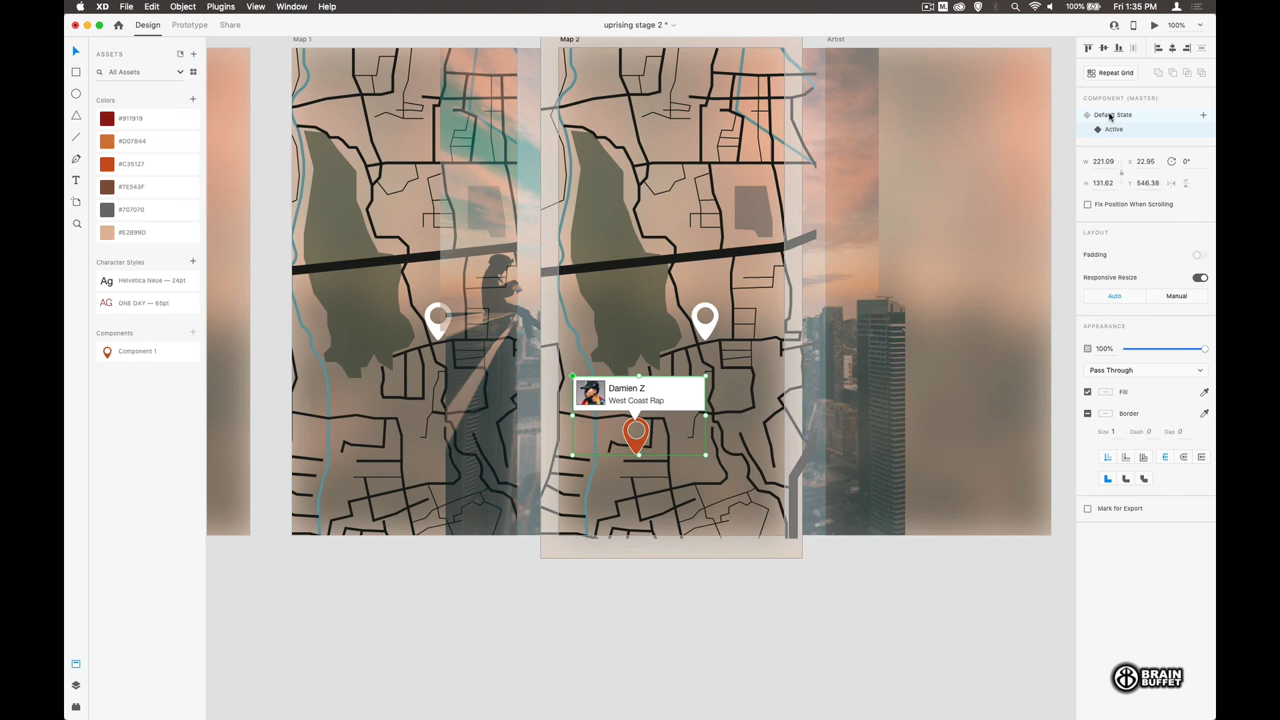 XD File Edit Object Plugins View Window Help 100% Fri 1:35 PM
Design Prototype Share uprising stage 2 * 100%
ASSETS
All Assets
Colors
#911919
#D07B44
#C35127
#7E543F
#707070
#E2B99D
Character Styles
Ag Helvetica Neue — 24pt
AG ONE DAY — 65pt
Components
Component 1
Map 1
Map 2
Artist
Damien Z
West Coast Rap
Repeat Grid
COMPONENT (MASTER)
Default State
Active
W 221.09 X 22.95 0°
H 131.62 Y 546.38
Fix Position When Scrolling
LAYOUT
Padding
Responsive Resize
Auto Manual
APPEARANCE
100%
Pass Through
Fill
Border
Size 1 Dash 0 Gap 0
Mark for Export
BRAIN
BUFFET